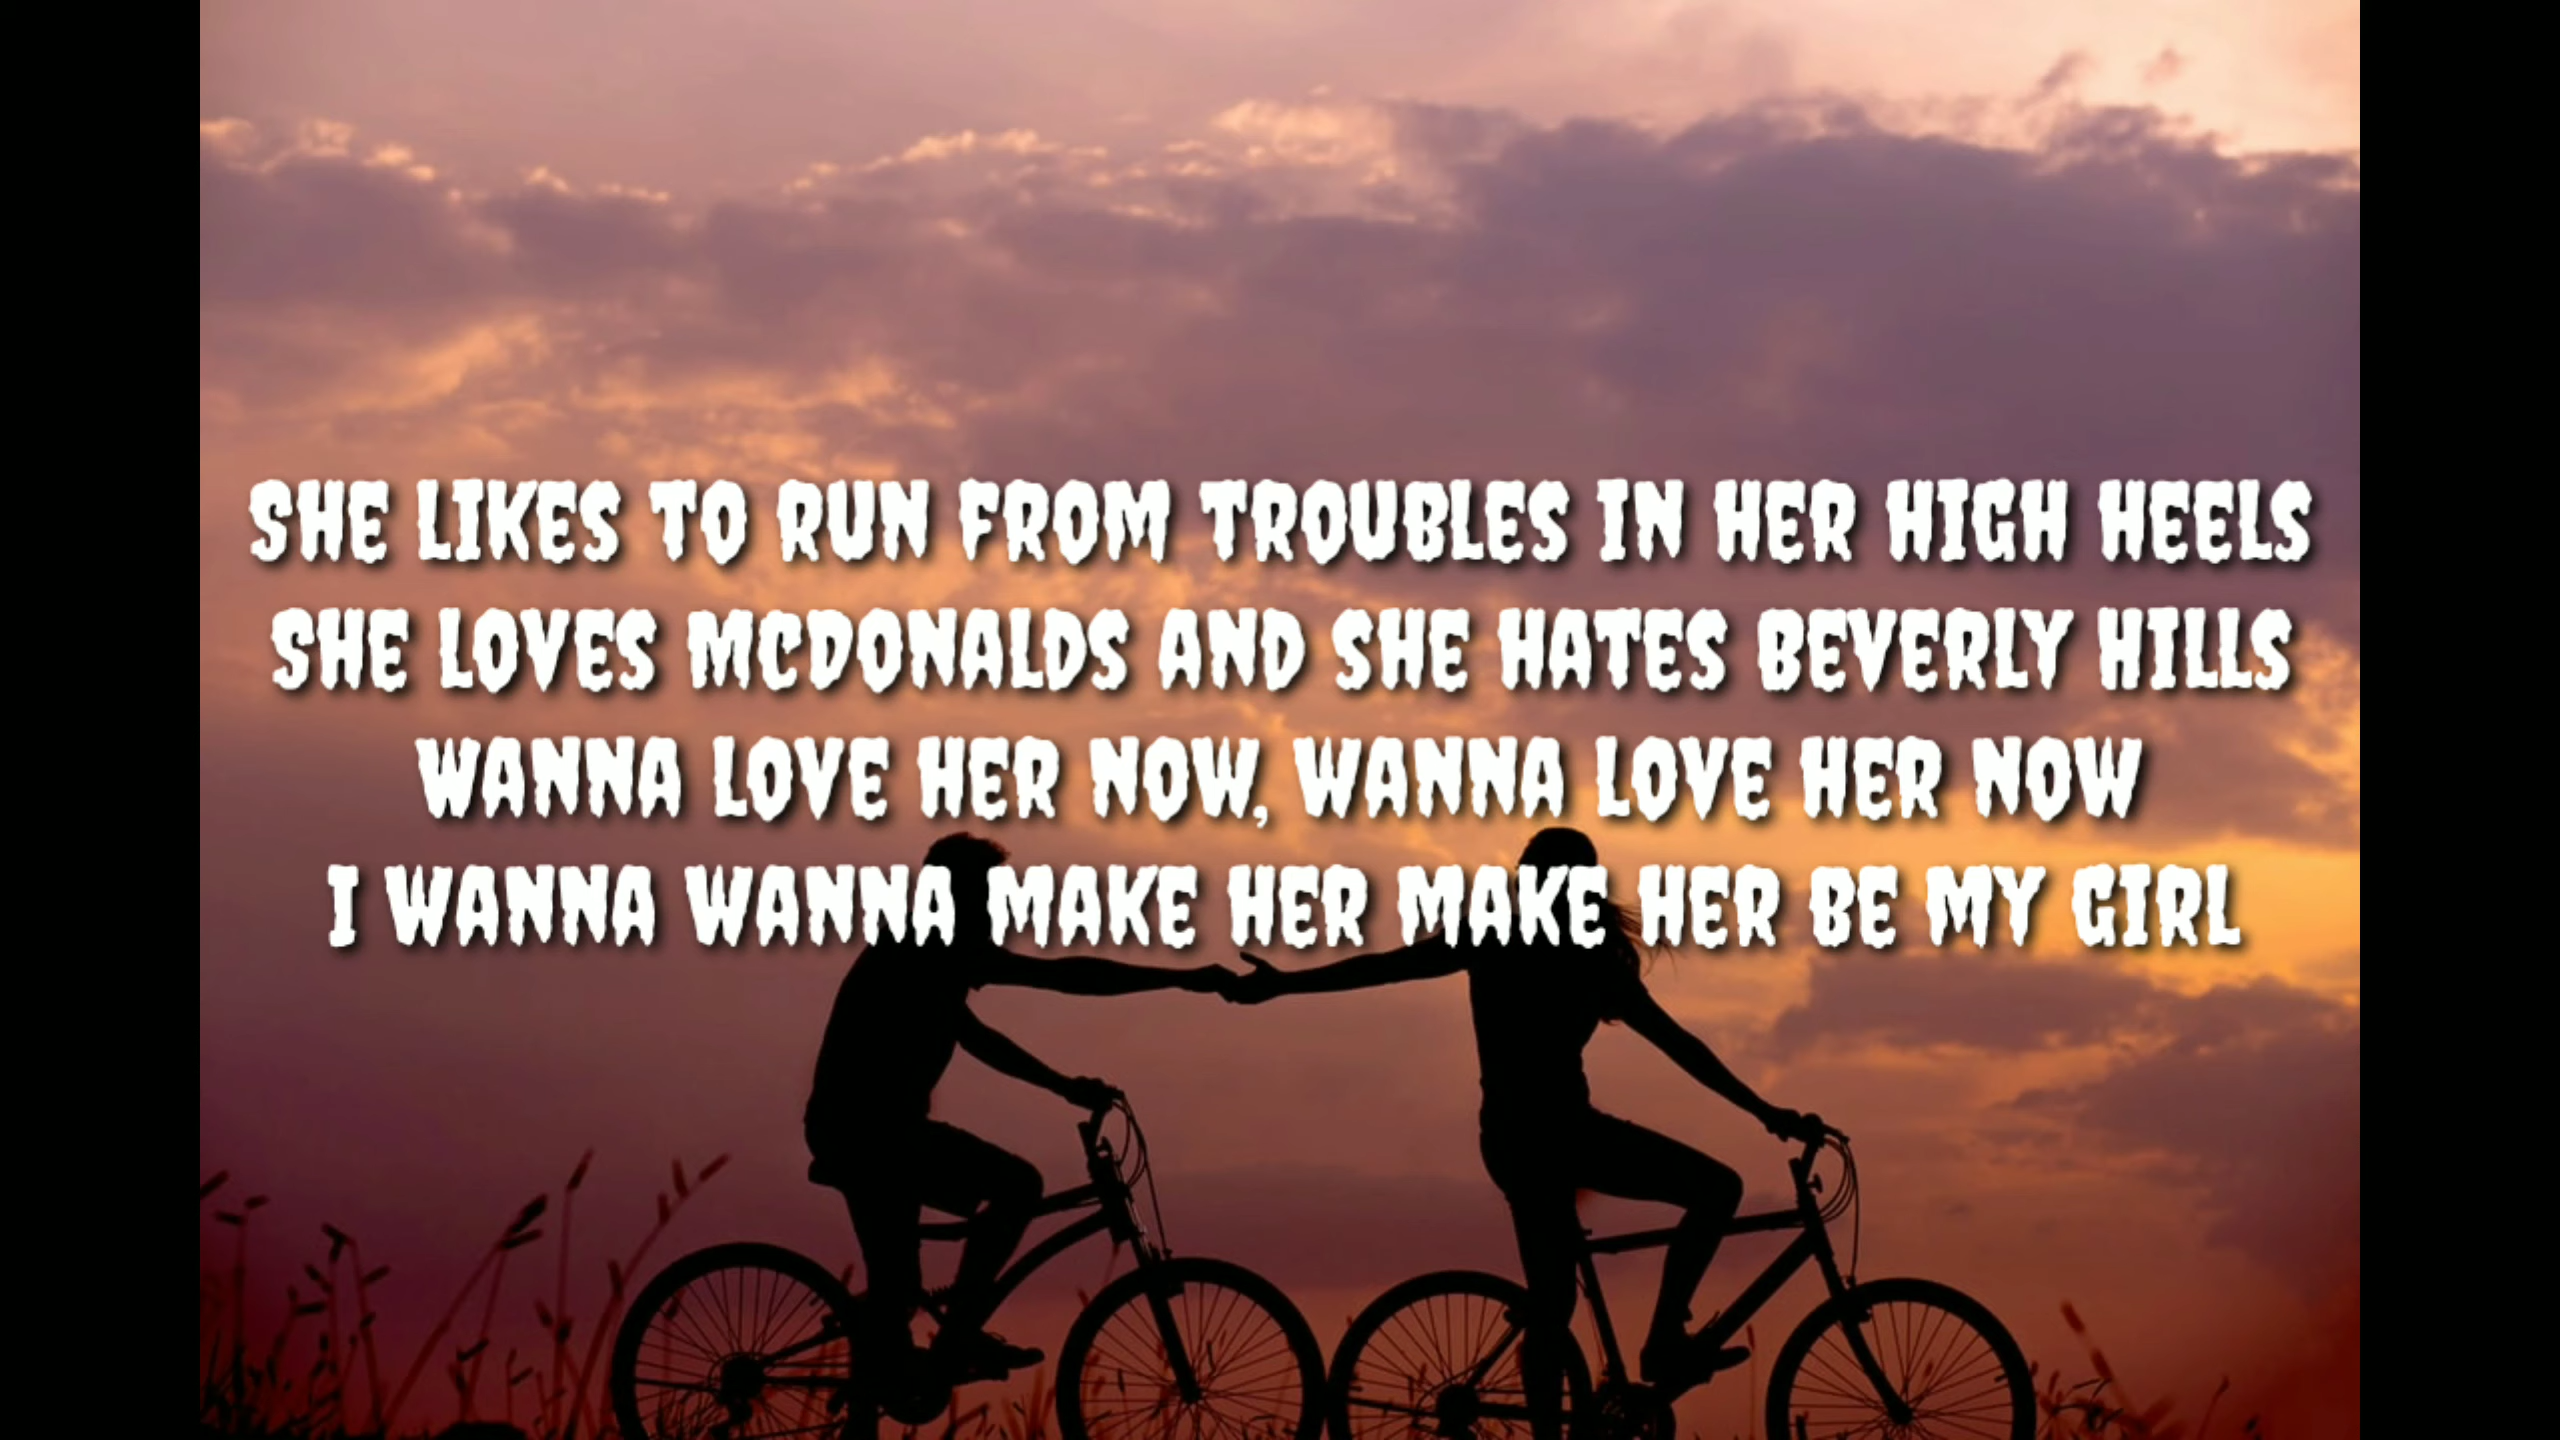 SHE LIKES TO RUN FROM TROUBLES IN HER HIGH HEELS
SHE LOVES MCDONALDS AND SHE HATES BEVERLY HILLS
WANNA LOVE HER NOW, WANNA LOVE HER NOW
I WANNA WANNA MAKE HER MAKE HER BE MY GIRL